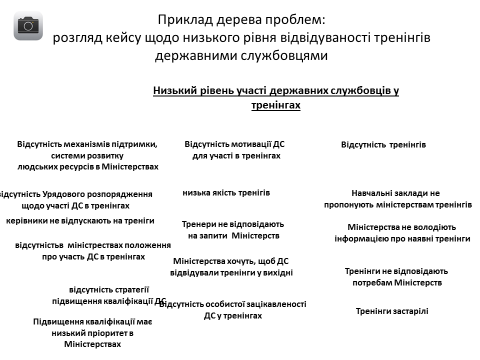 Приклад дерева проблем:
розгляд кейсу щодо низького рівня відвідуваності тренінгів
державними службовцями
Низький рівень участі державних службовців у
тренінгах
Відсутність механізмів підтримки,
системи розвитку
людських ресурсів в Міністерствах
відсутність Урядового розпорядження
щодо участі ДС в тренінгах
керівники не відпускають на треніги
відсутністьв міністрествах положення
про участь ДС в тренінгах
відсутність стратегії
підвищення кваліфікації ДС
Підвищення кваліфікації має
низький пріоритет в
Міністерствах
Відсутність мотивації ДС
для участі в тренінгах
низька якість тренігів
Тренери не відповідають
на запити Міністерств
Міністерства хочуть, щоб ДС
відвідували тренінги у вихідні
Відсутність особистої зацікавленості
ДС у тренінгах
Відсутність тренінгів
Навчальні заклади не
пропонують міністерствам тренінгів
Міністерства не володіють
інформацією про наявні тренінги
Тренінги не відповідають
потребам Міністерств
Тренінги застарілі